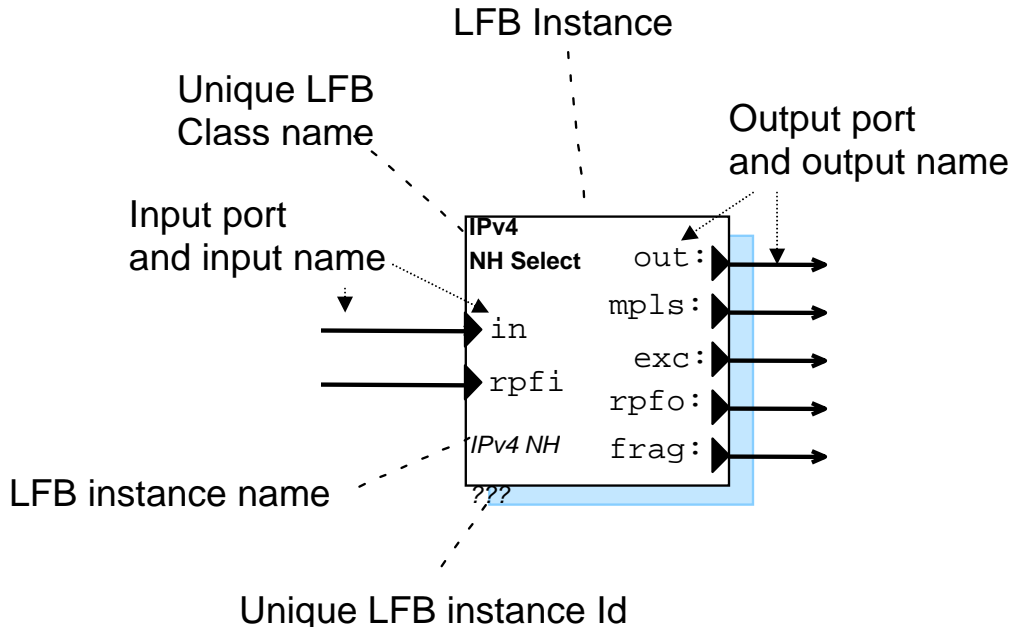 LFB Instance
Unique LFB
Class name
Output port
and output name
Input port
and input name
IPv4
NH Select
out:
mpls:
in
exc:
rpfi
rpfo:
IPv4 NH
frag:
LFB instance name
???
Unique LFB instance Id